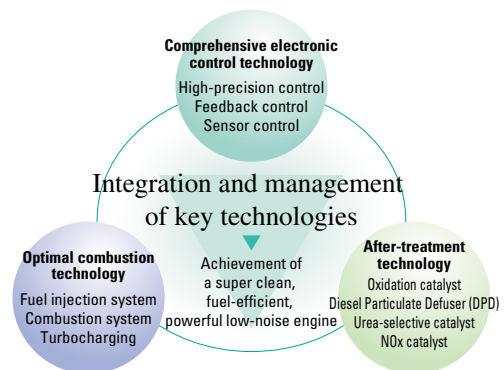 Comprehensive electronic
control technology
High-precision control
Feedback control
Sensor control
Integration and management
of key technologies
Achievement of
a super clean,
fuel-efficient,
powerful low-noise engine
Optimal combustion
technology
Fuel injection system
Combustion system
Turbocharging
After-treatment
technology
Oxidation catalyst
Diesel Particulate Defuser (DPD)
Urea-selective catalyst
NOx catalyst